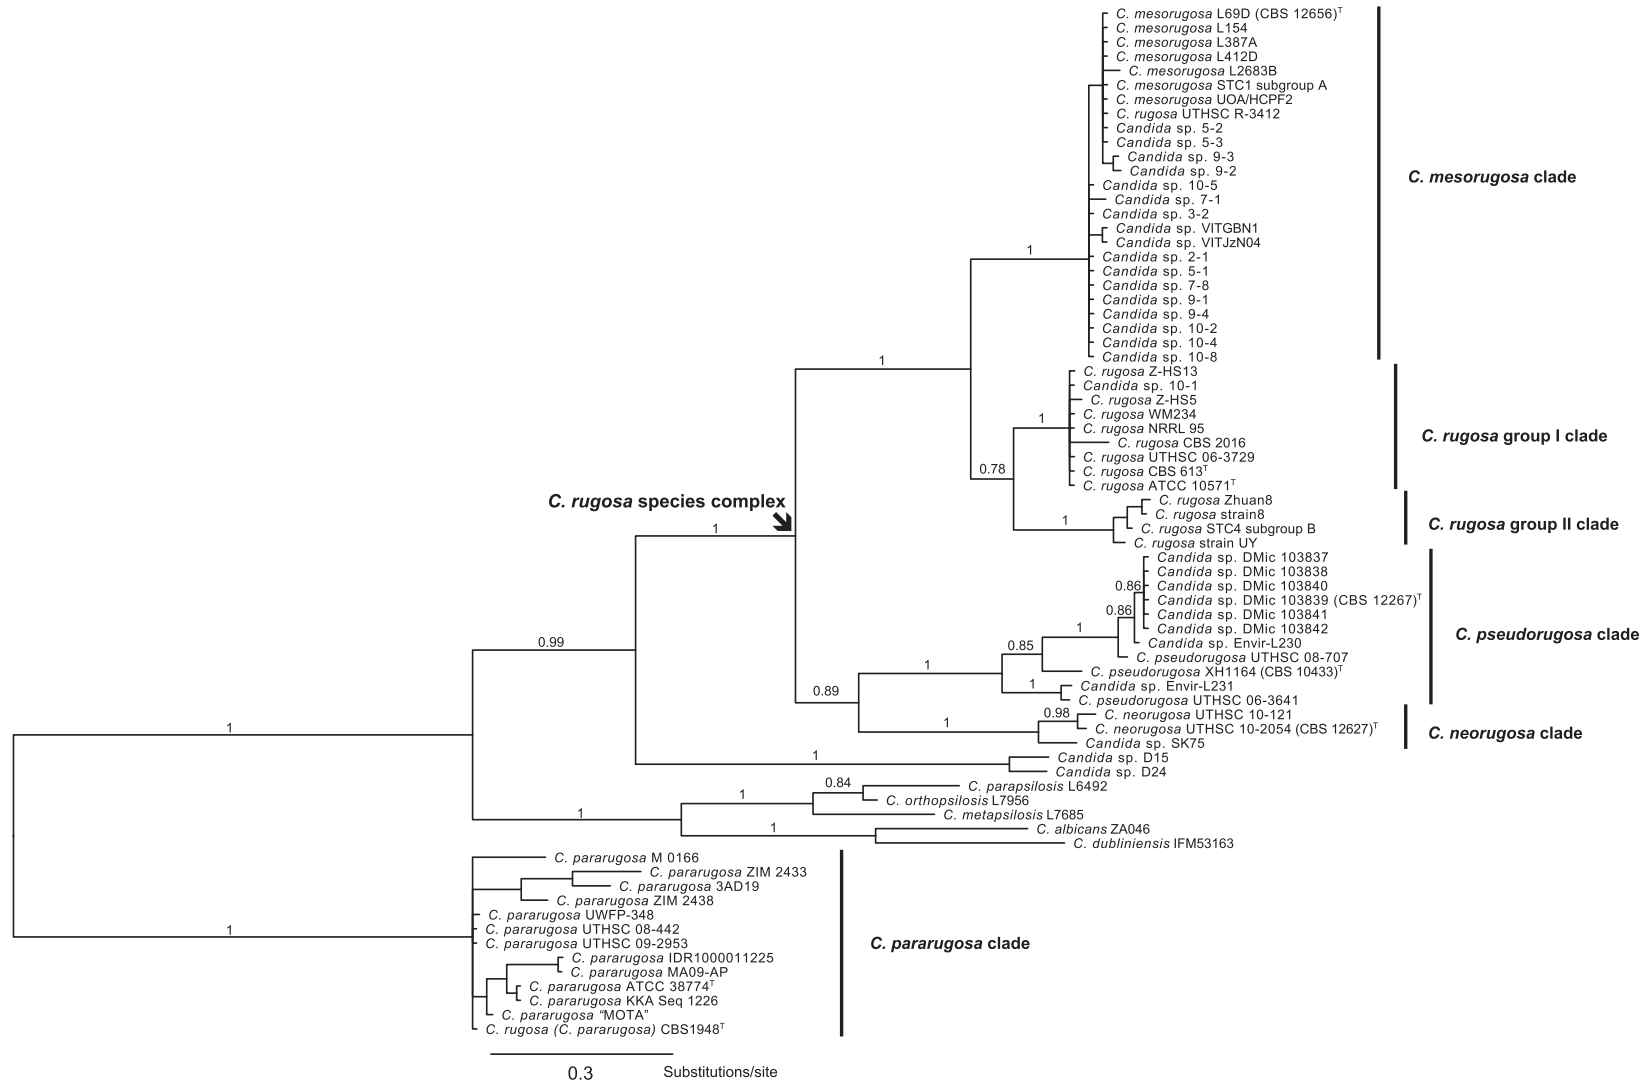 C. mesorugosa L69D (CBS 12656)T
C. mesorugosa L154
C. mesorugosa L387A
C. mesorugosa L412D
C. mesorugosa L2683B
C. mesorugosa STC1 subgroup A
C. mesorugosa UOA/HCPF2
C. rugosa UTHSC R-3412
Candida sp. 5-2
Candida sp. 5-3
Candida sp. 9-3
Candida sp. 9-2
C. mesorugosa clade
Candida sp. 10-5
Candida sp. 7-1
Candida sp. 3-2
Candida sp. VITGBN1
Candida sp. VITJzN04
1
Candida sp. 2-1
Candida sp. 5-1
Candida sp. 7-8
Candida sp. 9-1
Candida sp. 9-4
Candida sp. 10-2
Candida sp. 10-4
Candida sp. 10-8
1
C. rugosa Z-HS13
Candida sp. 10-1
C. rugosa Z-HS5
C. rugosa WM234
1
C. rugosa NRRL 95
C. rugosa group I clade
C. rugosa CBS 2016
C. rugosa UTHSC 06-3729
0.78
C. rugosa CBS 613T
C. rugosa ATCC 10571T
C. rugosa species complex
C. rugosa Zhuan8
C. rugosa strain8
1
C. rugosa STC4 subgroup B
C. rugosa group II clade
1
C. rugosa strain UY
Candida sp. DMic 103837
Candida sp. DMic 103838
0.86
Candida sp. DMic 103840
Candida sp. DMic 103839 (CBS 12267)T
0.86
Candida sp. DMic 103841
1
Candida sp. DMic 103842
C. pseudorugosa clade
0.99
0.85
Candida sp. Envir-L230
C. pseudorugosa UTHSC 08-707
1
C. pseudorugosa XH1164 (CBS 10433)T
1
Candida sp. Envir-L231
0.89
C. pseudorugosa UTHSC 06-3641
0.98
C. neorugosa UTHSC 10-121
1
1
C. neorugosa UTHSC 10-2054 (CBS 12627)T
C. neorugosa clade
Candida sp. SK75
1
Candida sp. D15
Candida sp. D24
0.84
C. parapsilosis L6492
1
C. orthopsilosis L7956
1
C. metapsilosis L7685
1
C. albicans ZA046
C. dubliniensis IFM53163
C. pararugosa M 0166
C. pararugosa ZIM 2433
C. pararugosa 3AD19
C. pararugosa ZIM 2438
C. pararugosa UWFP-348
1
C. pararugosa UTHSC 08-442
C. pararugosa UTHSC 09-2953
C. pararugosa clade
C. pararugosa IDR1000011225
C. pararugosa MA09-AP
C. pararugosa ATCC 38774T
C. pararugosa KKA Seq 1226
C. pararugosa “MOTA”
C. rugosa (C. pararugosa) CBS1948T
0.3 Substitutions/site